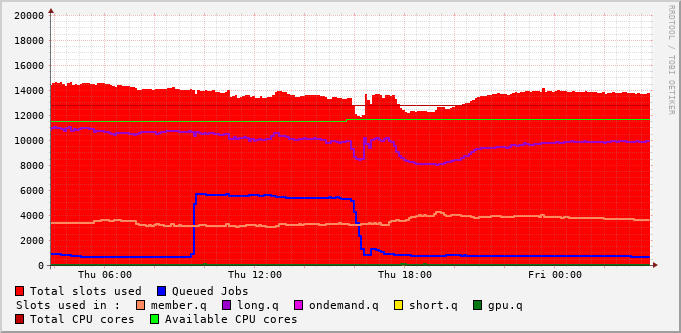 20000
18000
16000
14000
12000
10000
8000
6000
4000
2000
0
Thu 06:00 Thu 12:00 Thu 18:00 Fri 00:00
Total slots used Queued Jobs
Slots used in : member.q long.q ondemand.q short.q gpu.q
Total CPU cores Available CPU cores
RRDTOOL / TOBI OETIKER